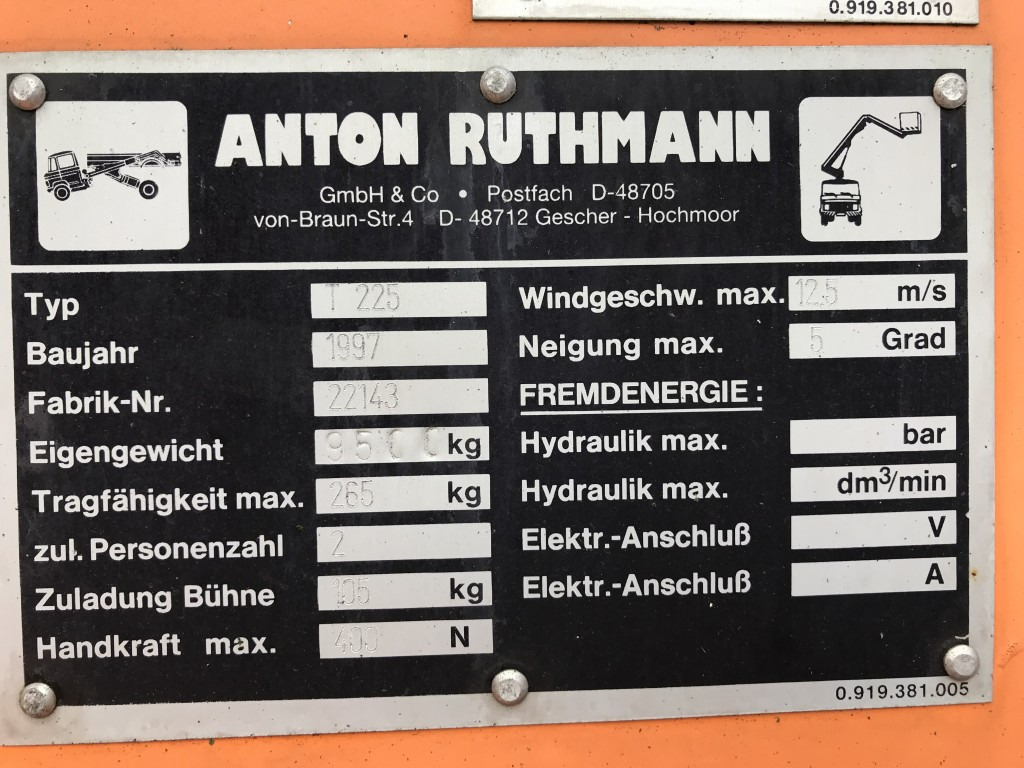 0.919.381.010
ANTON RUTHMANN
GmbH & Co • Postfach D-48705
von-Braun-Str.4 D- 48712 Gescher - Hochmoor
Typ T 225
Baujahr 1997
Fabrik-Nr. 22143
Eigengewicht 9500 kg
Tragfähigkeit max. 265 kg
zul. Personenzahl 2
Zuladung Bühne 105 kg
Handkraft max. 400 N
Windgeschw. max. 12,5 m/s
Neigung max. 5 Grad
FREMDENERGIE :
Hydraulik max. bar
Hydraulik max. dm³/min
Elektr.-Anschluß V
Elektr.-Anschluß A
0.919.381.005